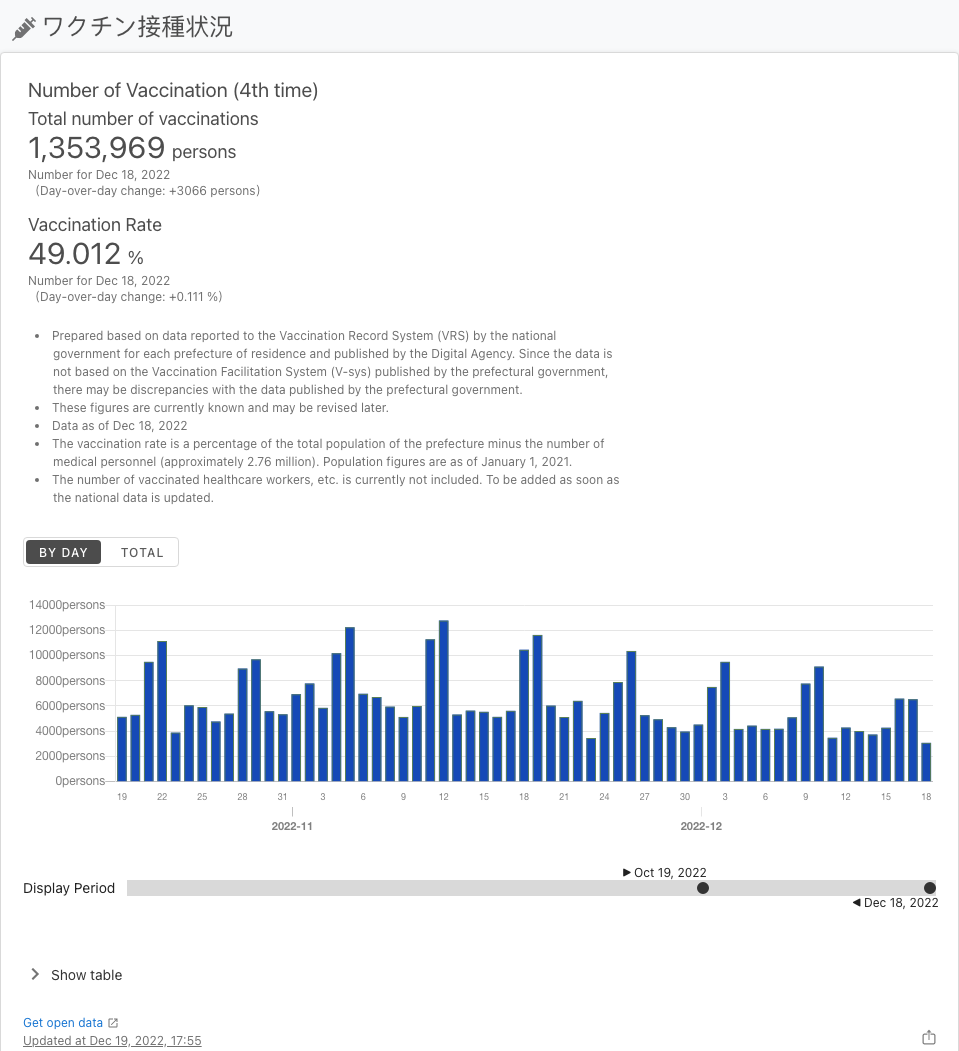 ワクチン接種状況
Number of Vaccination (4th time)
Total number of vaccinations
1,353,969 persons
Number for Dec 18, 2022
(Day-over-day change: +3066 persons)
Vaccination Rate
49.012 %
Number for Dec 18, 2022
(Day-over-day change: +0.111 %)
• Prepared based on data reported to the Vaccination Record System (VRS) by the national
government for each prefecture of residence and published by the Digital Agency. Since the data is
not based on the Vaccination Facilitation System (V-sys) published by the prefectural government,
there may be discrepancies with the data published by the prefectural government.
• These figures are currently known and may be revised later.
• Data as of Dec 18, 2022
• The vaccination rate is a percentage of the total population of the prefecture minus the number of
medical personnel (approximately 2.76 million). Population figures are as of January 1, 2021.
• The number of vaccinated healthcare workers, etc. is currently not included. To be added as soon as
the national data is updated.
BY DAY TOTAL
14000persons
12000persons
10000persons
8000persons
6000persons
4000persons
2000persons
0persons
19 22 25 28 31 3 6 9 12 15 18 21 24 27 30 3 6 9 12 15 18
2022-11 2022-12
Oct 19, 2022
Display Period
Dec 18, 2022
Show table
Get open data
Updated at Dec 19, 2022, 17:55